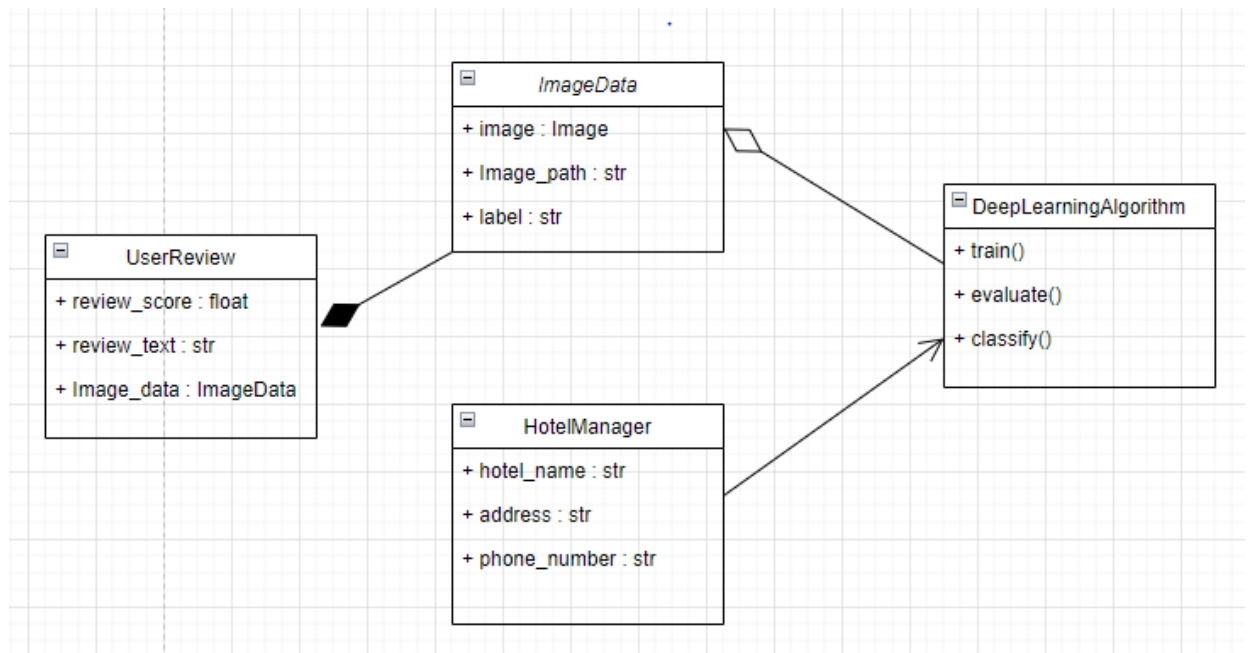 ImageData
+ image : Image
+ Image_path : str
+ label : str
DeepLearningAlgorithm
+ train()
+ evaluate()
+ classify()
UserReview
+ review_score : float
+ review_text : str
+ Image_data : ImageData
HotelManager
+ hotel_name : str
+ address : str
+ phone_number : str